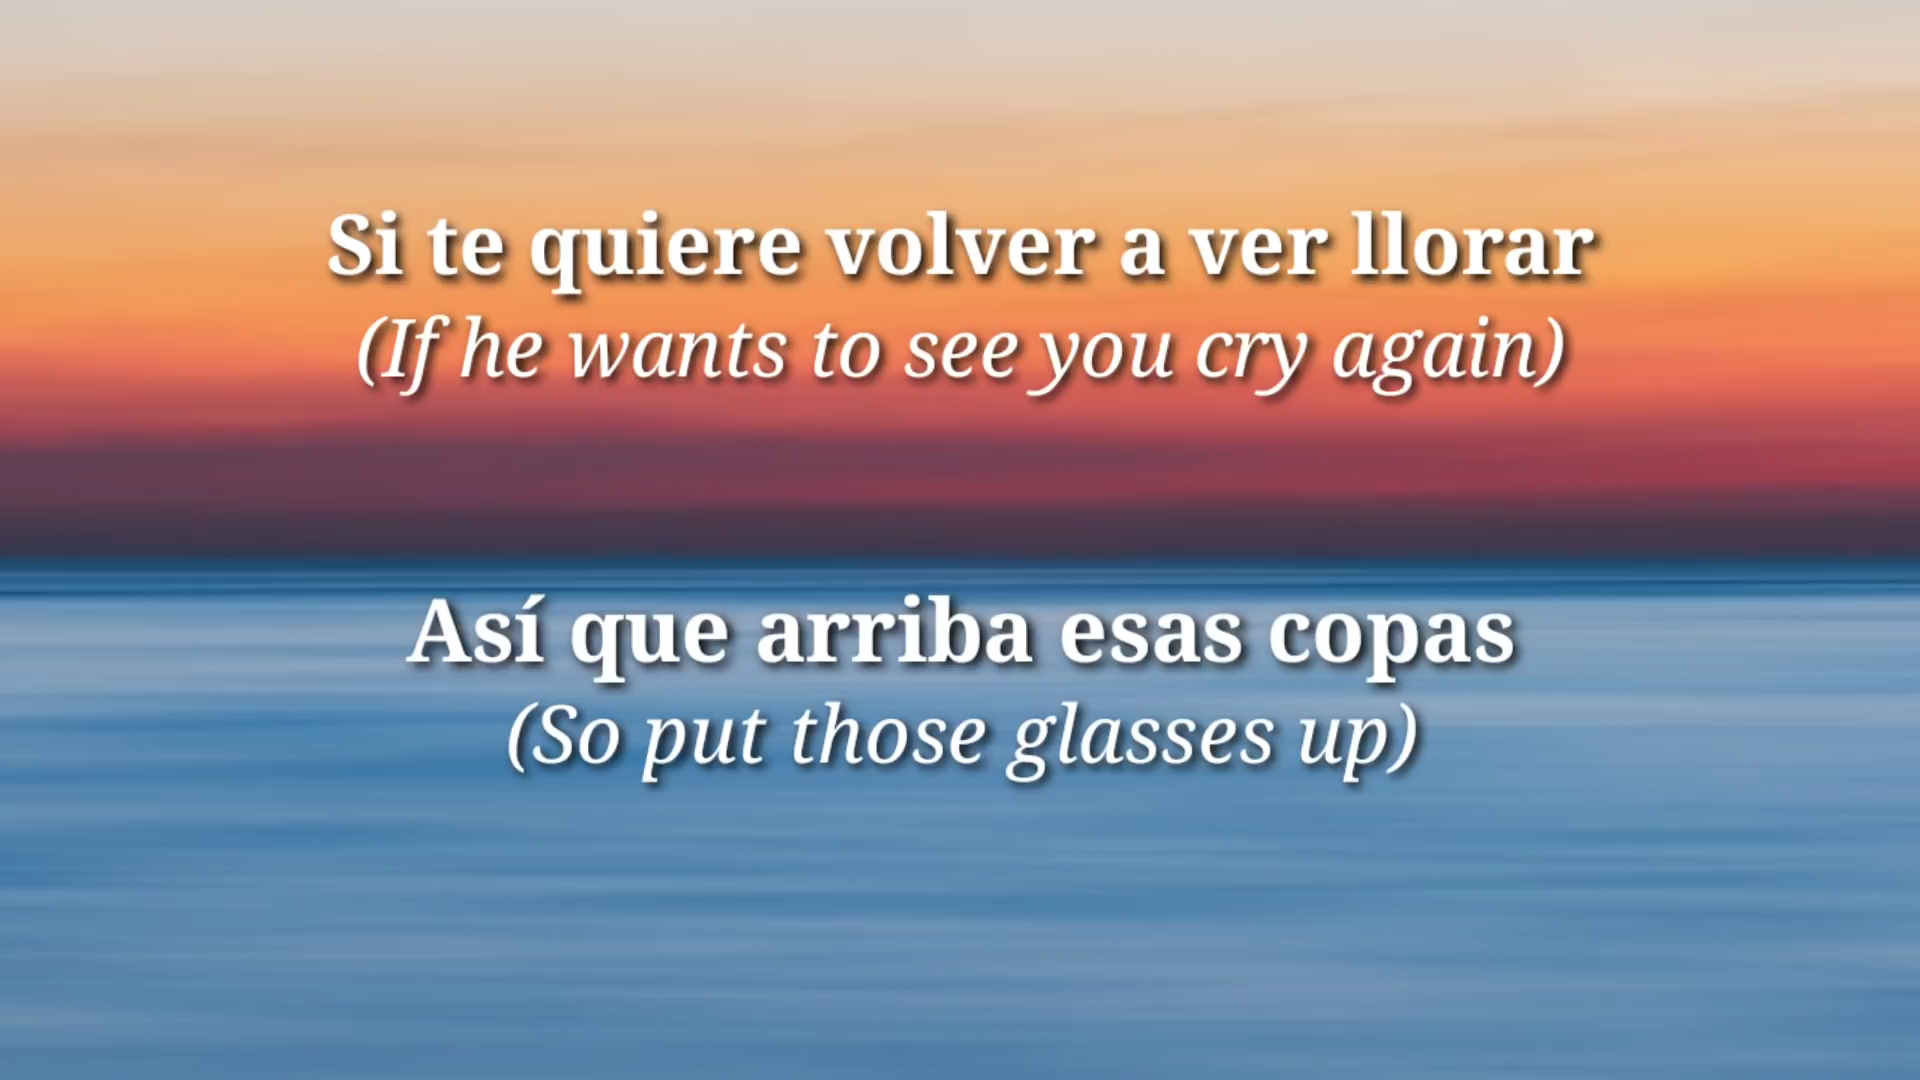 Si te quiere volver a ver llorar
(If he wants to see you cry again)
Así que arriba esas copas
(So put those glasses up)